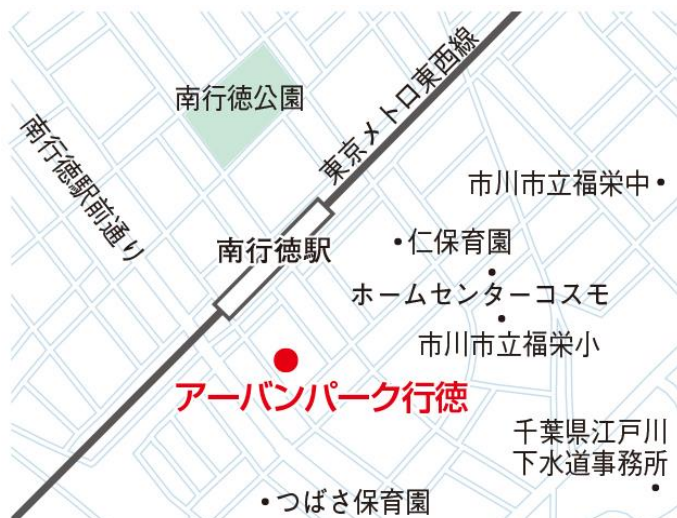 南行徳公園
東京メトロ東西線
南行徳駅前通り
市川市立福栄中
南行徳駅
仁保育園
ホームセンターコスモ
市川市立福栄小
アーバンパーク行徳
千葉県江戸川
下水道事務所
つばさ保育園